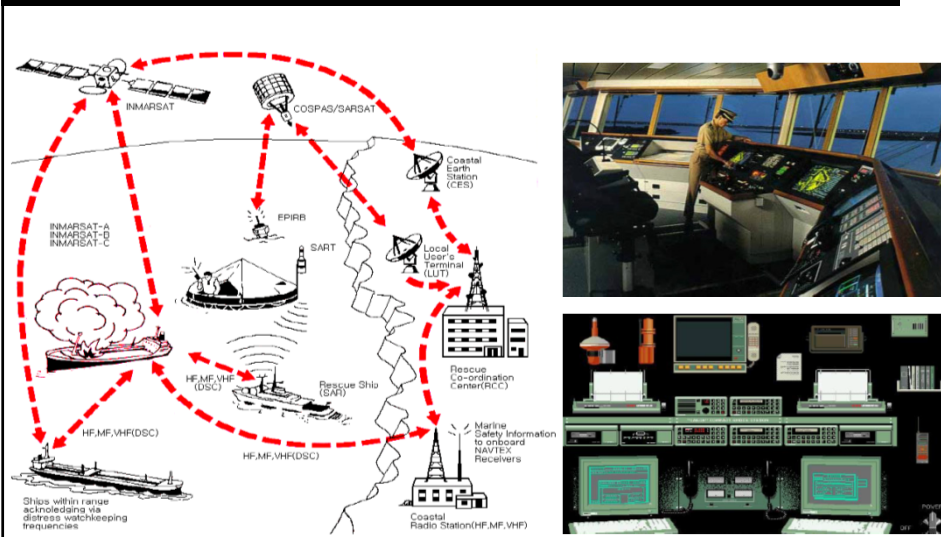 INMARSAT
COSPAS/SARSAT
Coastal
Earth
Station
(CES)
EPIRB
INMARSAT-A
INMARSAT-B
INMARSAT-C
SART
Local
User's
Terminal
(LUT)
Rescue
Co-ordination
Center(RCC)
HF,MF,VHF
(DSC)
Rescue Ship
(SAR)
HF,MF,VHF(DSC)
Marine
Safety Information
to onboard
NAVTEX
Receivers
HF,MF,VHF(DSC)
Ships within range
acknoledging via
distress watchkeeping
frequencies
Coastal
Radio Station(HF,MF,VHF)
POWER
OFF